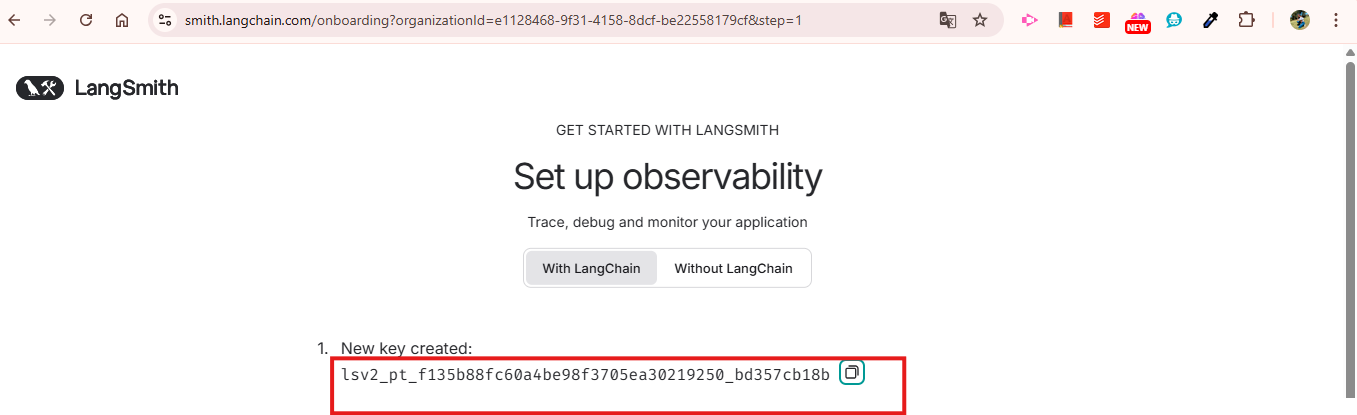 smith.langchain.com/onboarding?organizationId=e1128468-9f31-4158-8dcf-be22558179cf&step=1
NEW
LangSmith
GET STARTED WITH LANGSMITH
Set up observability
Trace, debug and monitor your application
With LangChain
Without LangChain
1. New key created:
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